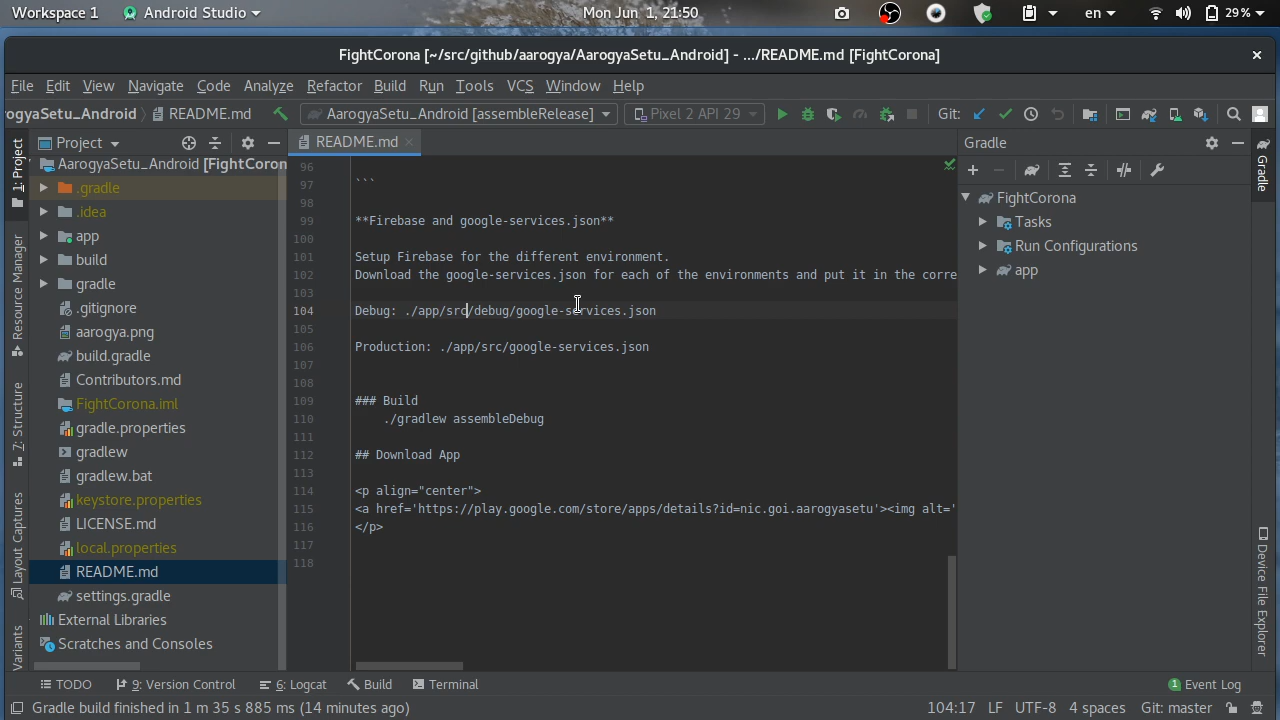 Workspace 1 Android Studio Mon Jun 1, 21:50 en 29%
FightCorona [~/src/github/aarogya/AarogyaSetu_Android] - .../README.md [FightCorona]
File Edit View Navigate Code Analyze Refactor Build Run Tools VCS Window Help
rogyaSetu_Android README.md AarogyaSetu_Android [assembleRelease] Pixel 2 API 29 Git:
1: Project
Resource Manager
7: Structure
Layout Captures
Variants
Project
AarogyaSetu_Android [FightCoron
.gradle
.idea
app
build
gradle
.gitignore
aarogya.png
build.gradle
Contributors.md
FightCorona.iml
gradle.properties
gradlew
gradlew.bat
keystore.properties
LICENSE.md
local.properties
README.md
settings.gradle
External Libraries
Scratches and Consoles
README.md
96
97 ```
98
99 **Firebase and google-services.json**
100
101 Setup Firebase for the different environment.
102 Download the google-services.json for each of the environments and put it in the corre
103
104 Debug: ./app/src/debug/google-services.json
105
106 Production: ./app/src/google-services.json
107
108
109 ### Build
110 ./gradlew assembleDebug
111
112 ## Download App
113
114 <p align="center">
115 <a href='https://play.google.com/store/apps/details?id=nic.goi.aarogyasetu'><img alt='
116 </p>
117
118
Gradle
FightCorona
Tasks
Run Configurations
app
Gradle
Device File Explorer
TODO 9: Version Control 6: Logcat Build Terminal 1 Event Log
Gradle build finished in 1 m 35 s 885 ms (14 minutes ago) 104:17 LF UTF-8 4 spaces Git: master